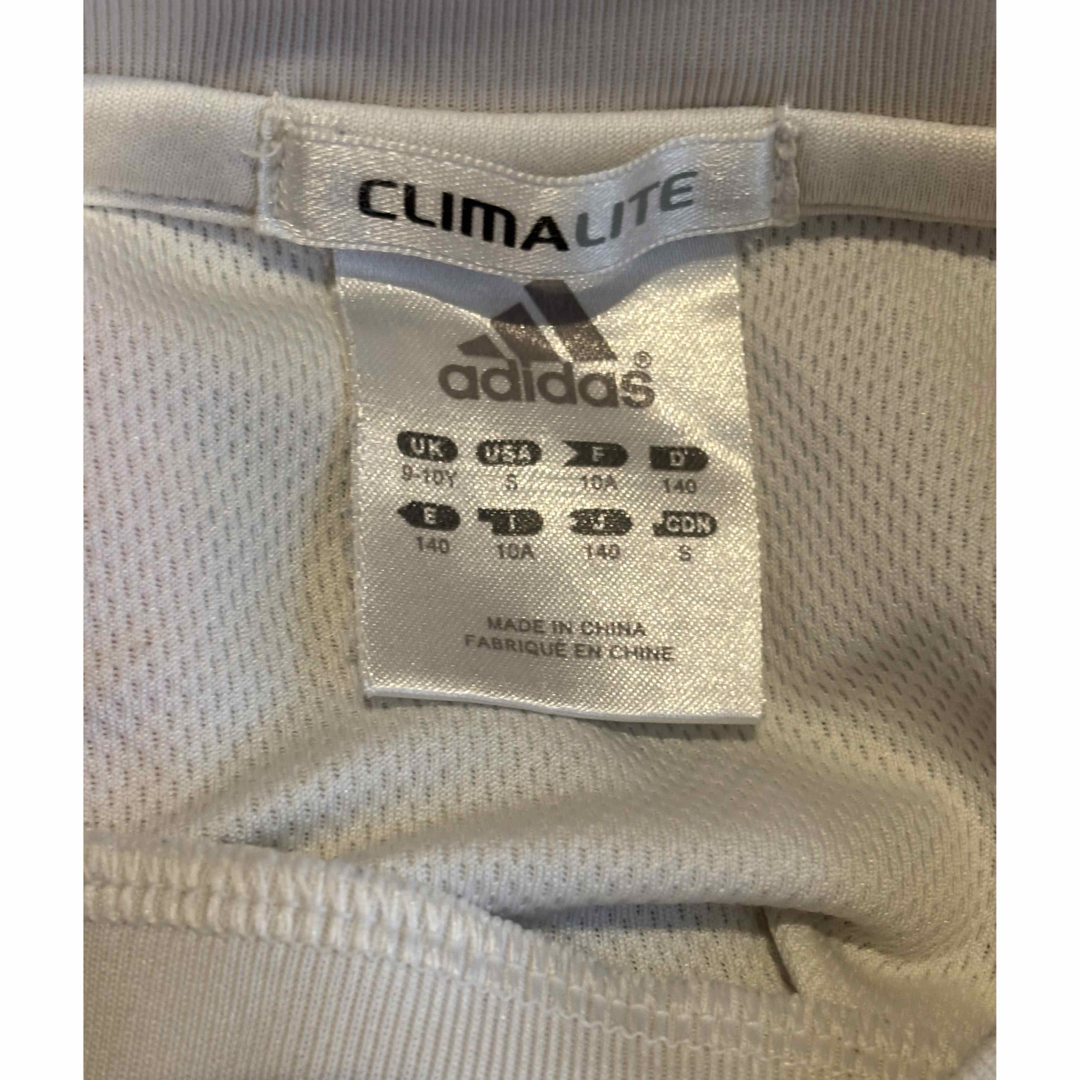 CLIMALITE
adidas®
UK USA F D
9-10Y S 10A 140
E I J CDN
140 10A 140 S
MADE IN CHINA
FABRIQUÉ EN CHINE